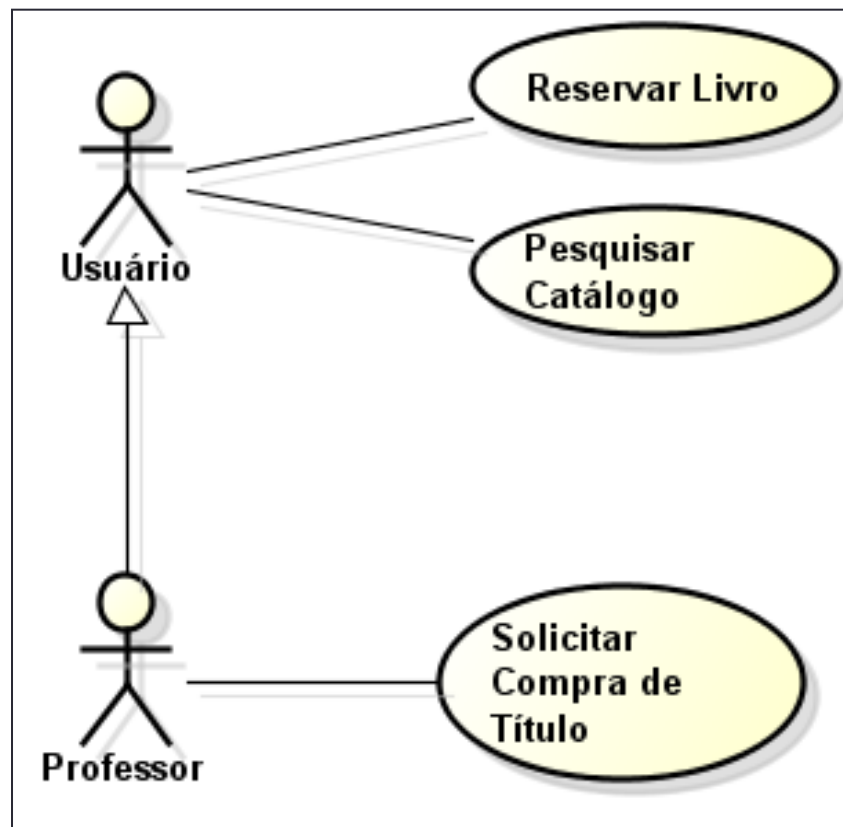 Reservar Livro
Pesquisar
Catálogo
Usuário
Solicitar
Compra de
Título
Professor